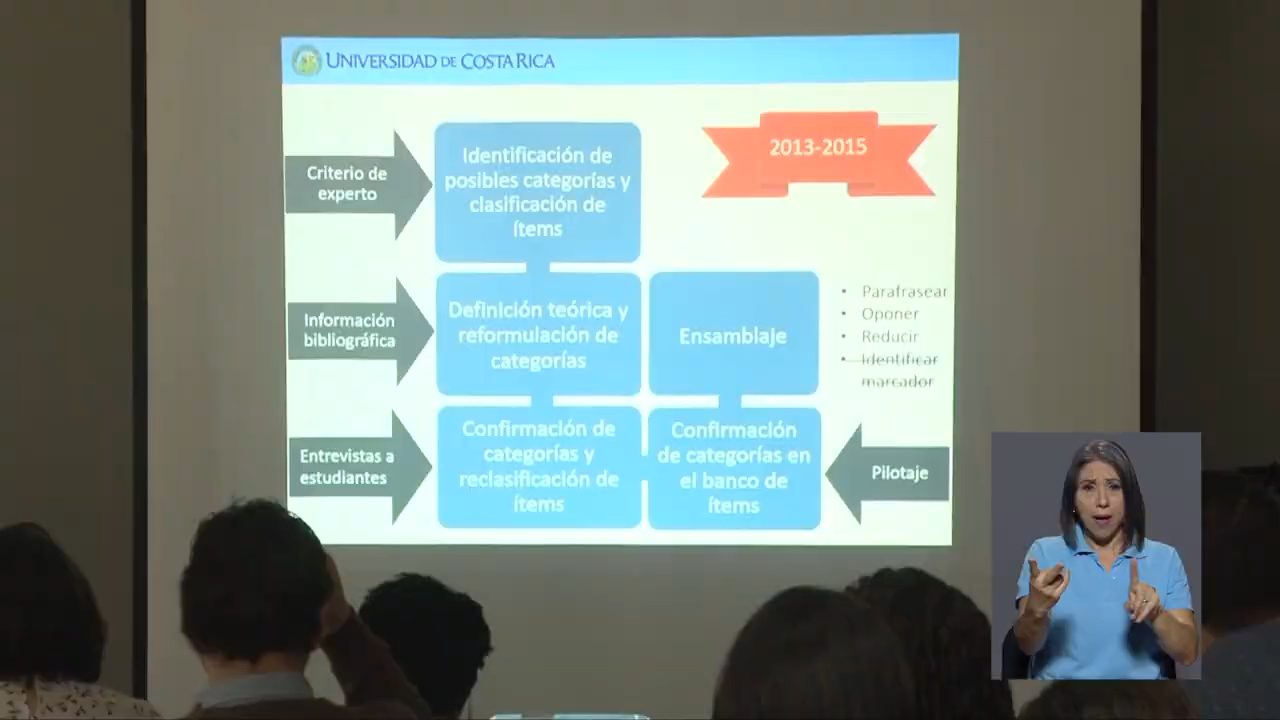 UNIVERSIDAD DE COSTA RICA
2013-2015
Criterio de
experto
Identificación de
posibles categorías y
clasificación de
ítems
Información
bibliográfica
Definición teórica y
reformulación de
categorías
Ensamblaje
• Parafrasear
• Oponer
• Reducir
• Identificar
marcador
Entrevistas a
estudiantes
Confirmación de
categorías y
reclasificación de
ítems
Confirmación
de categorías en
el banco de
ítems
Pilotaje